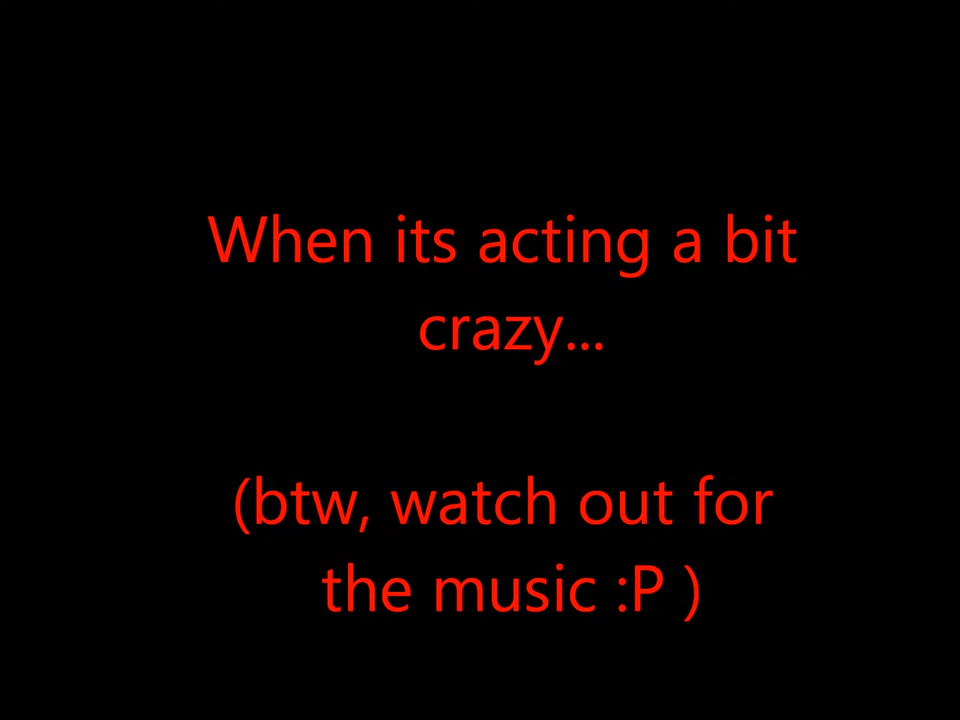 When its acting a bit
crazy...
(btw, watch out for
the music :P )